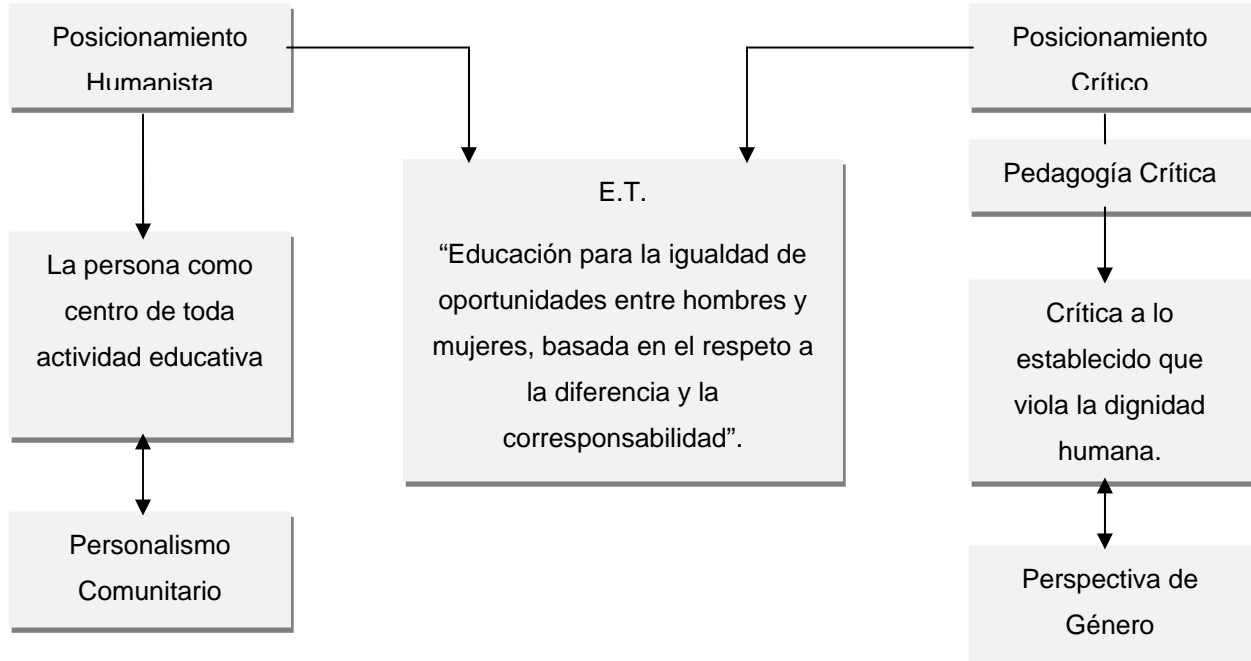 Posicionamiento
Humanista
La persona como
centro de toda
actividad educativa
Personalismo
Comunitario
E.T.
“Educación para la igualdad de
oportunidades entre hombres y
mujeres, basada en el respeto a
la diferencia y la
corresponsabilidad”.
Posicionamiento
Crítico
Pedagogía Crítica
Crítica a lo
establecido que
viola la dignidad
humana.
Perspectiva de
Género